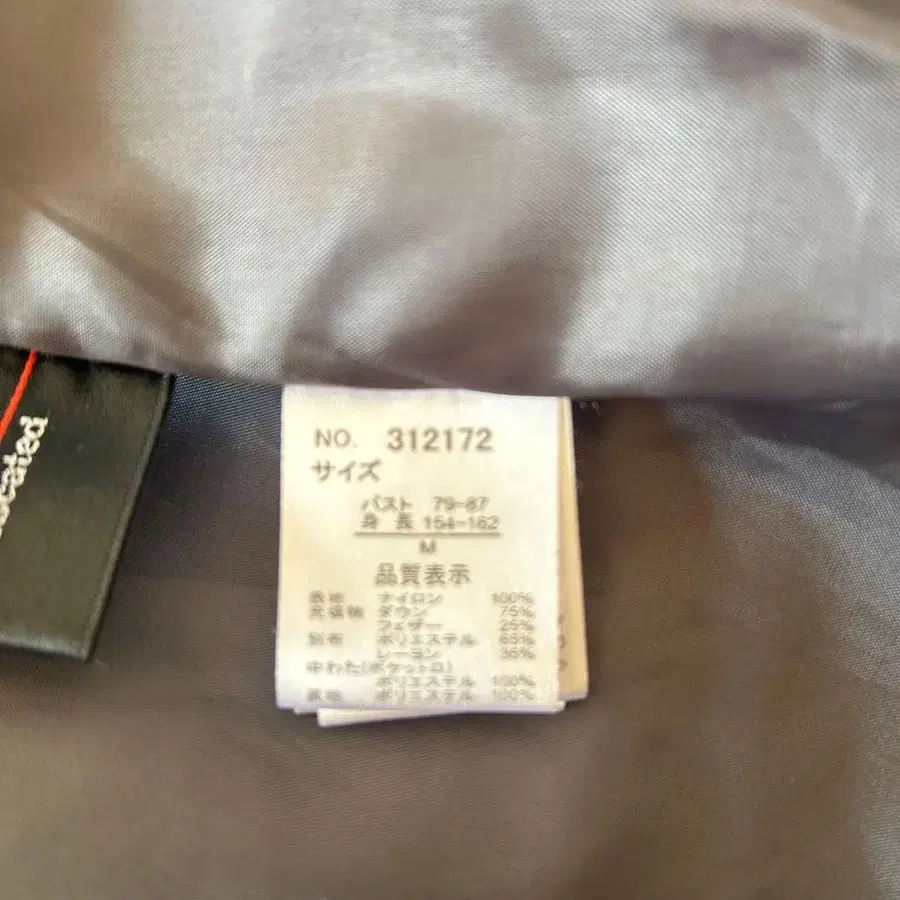 NO. 312172
サイズ
バスト 79-87
身長 154-162
M
品質表示
表地 ナイロン 100%
充填物 ダウン 75%
フェザー 25%
別布 ポリエステル 65%
レーヨン 35%
中わた(ポケット口)
ポリエステル 100%
裏地 ポリエステル 100%